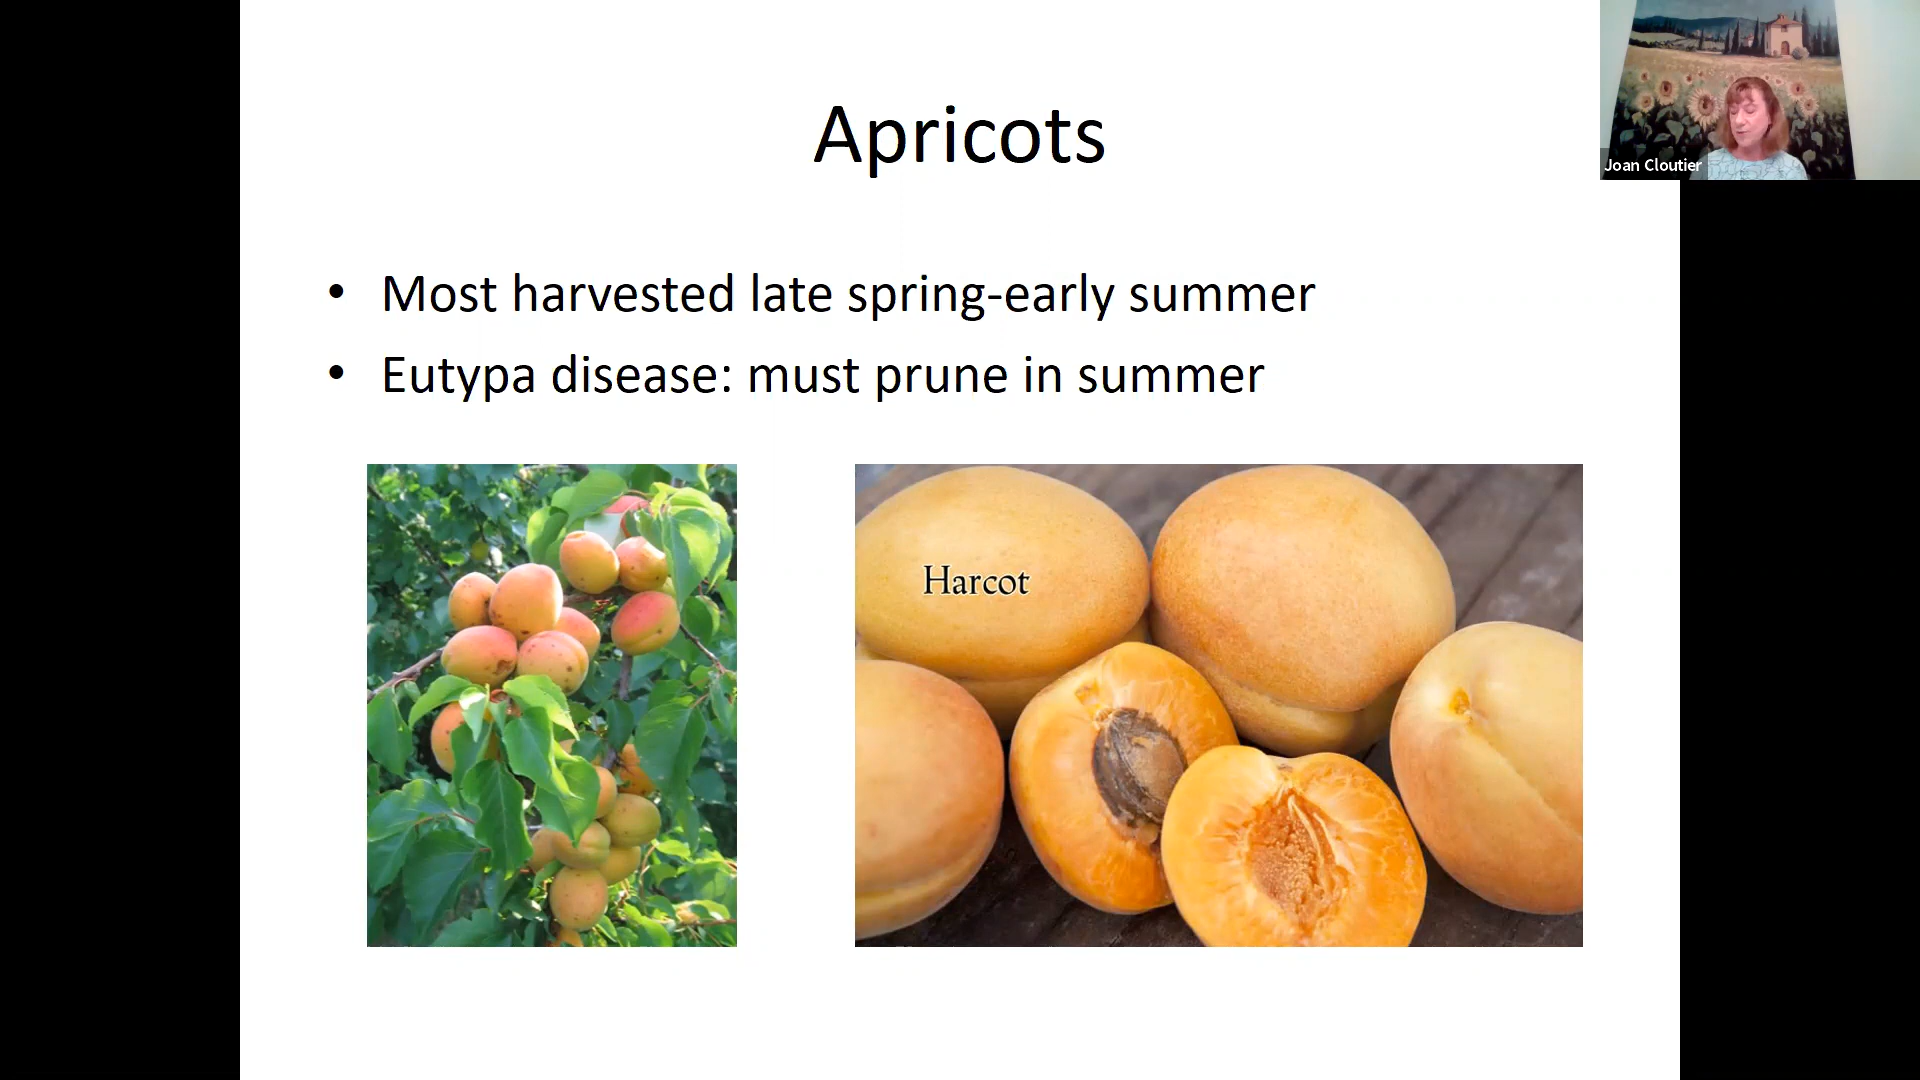 Apricots
Joan Cloutier
• Most harvested late spring-early summer
• Eutypa disease: must prune in summer
Harcot